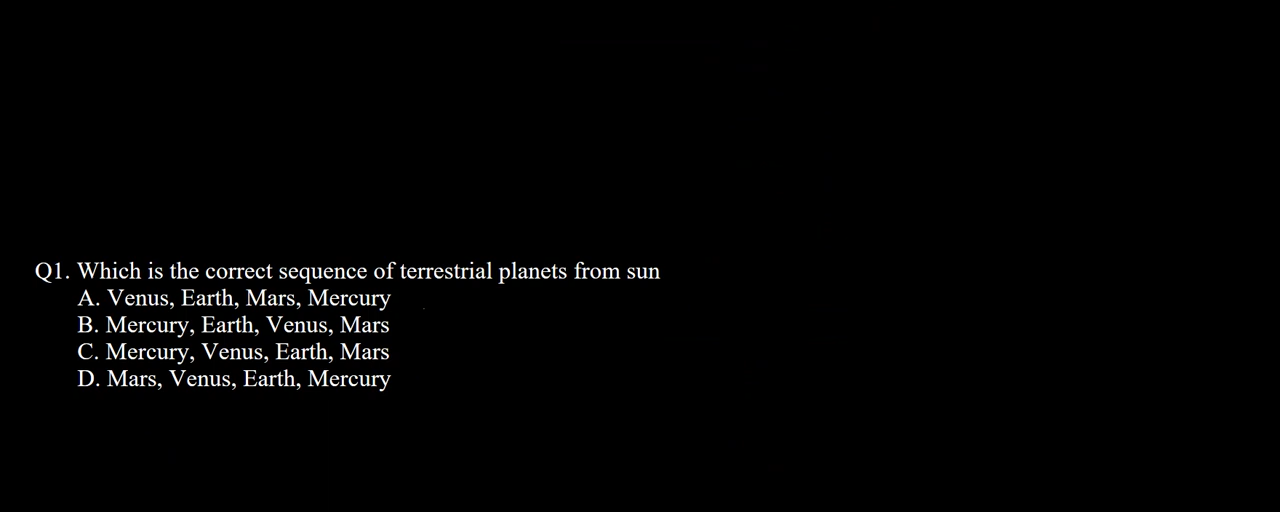 Q1. Which is the correct sequence of terrestrial planets from sun
A. Venus, Earth, Mars, Mercury
B. Mercury, Earth, Venus, Mars
C. Mercury, Venus, Earth, Mars
D. Mars, Venus, Earth, Mercury